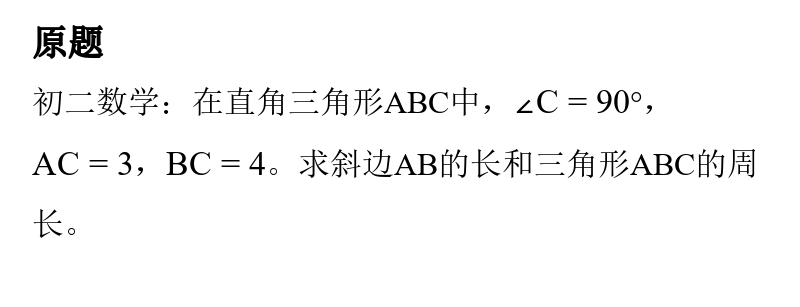 原题
初二数学：在直角三角形ABC中，∠C = 90°，
AC = 3，BC = 4。求斜边AB的长和三角形ABC的周
长。